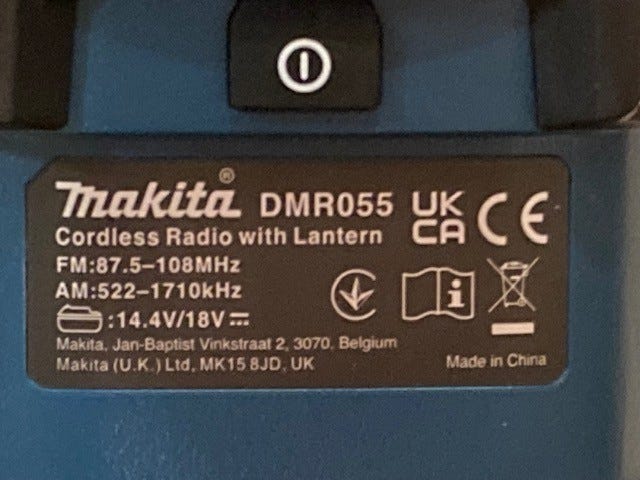 makita® DMR055 UK CA CE
Cordless Radio with Lantern
FM:87.5–108MHz
AM:522–1710kHz
:14.4V/18V
Makita, Jan-Baptist Vinkstraat 2, 3070, Belgium
Makita (U.K.) Ltd, MK15 8JD, UK
Made in China